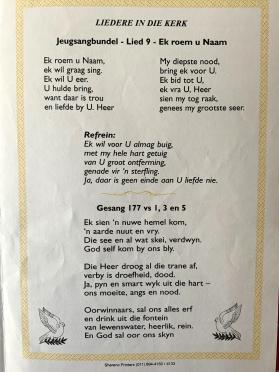 LIEDERE IN DIE KERK
Jeugsangbundel - Lied 9 - Ek roem u Naam
Ek roem u Naam,
ek wil graag sing.
Ek wil U eer.
U hulde bring,
want daar is trou
en liefde by U. Heer
My diepste nood,
bring ek voor U.
Ek bid tot U,
ek vra U, Heer
sien my tog raak,
genees my grootste seer.
Refrein:
Ek wil voor U almag buig,
met my hele hart getuig
van U groot ontferming,
genade vir 'n sterfling.
Ja, daar is geen einde aan U liefde nie.
Gesang 177 vs 1, 3 en 5
Ek sien 'n nuwe hemel kom,
'n aarde nuut en vry.
Die see en al wat skei, verdwyn.
God self kom by ons bly.
Die Heer droog al die trane af,
verby is droefheid, dood.
Ja, pyn en smart wyk uit die hart –
ons moeite, angs en nood.
Oorwinnaars, sal ons alles erf
en drink uit die fontein
van lewenswater, heerlik, rein.
En God sal oor ons skyn